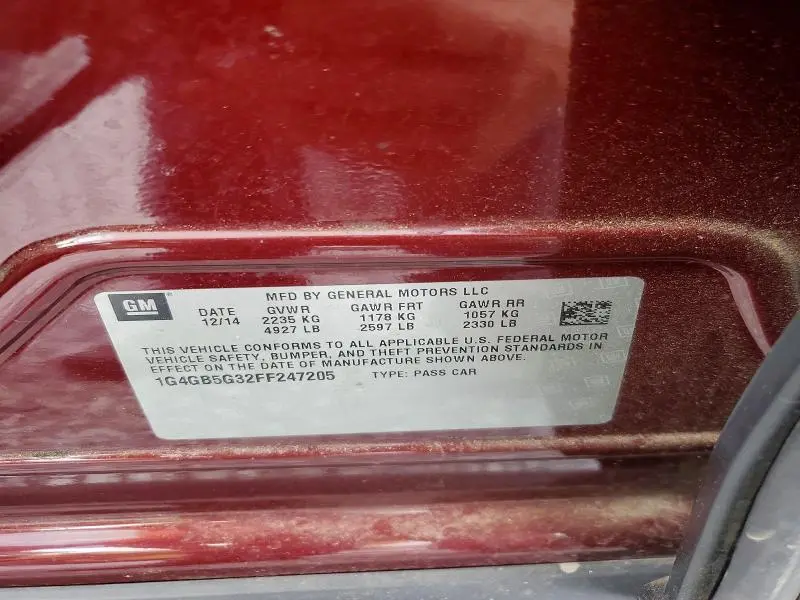 GM
MFD BY GENERAL MOTORS LLC
DATE GVWR GAWR FRT GAWR RR
12/14 2235 KG 1178 KG 1057 KG
4927 LB 2597 LB 2330 LB
THIS VEHICLE CONFORMS TO ALL APPLICABLE U.S. FEDERAL MOTOR
VEHICLE SAFETY, BUMPER, AND THEFT PREVENTION STANDARDS IN
EFFECT ON THE DATE OF MANUFACTURE SHOWN ABOVE.
1G4GB5G32FF247205 TYPE: PASS CAR